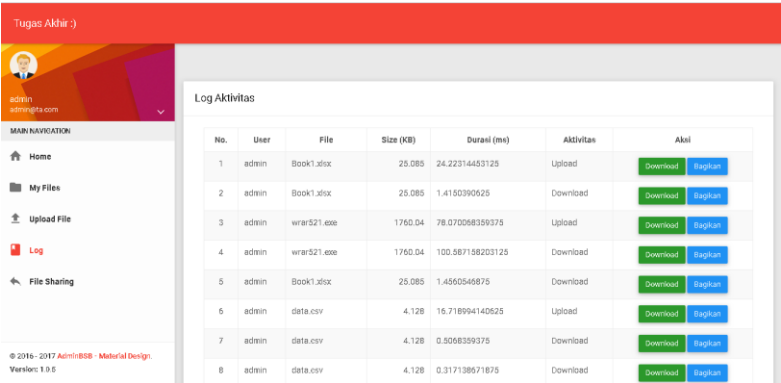 Tugas Akhir :)
admin
admin@ta.com
MAIN NAVIGATION
Home
My Files
Upload File
Log
File Sharing
© 2016 - 2017 AdminBSB - Material Design.
Version: 1.0.5
Log Aktivitas
No. User File Size (KB) Durasi (ms) Aktivitas Aksi
1 admin Book1.xlsx 25.085 24.22314453125 Upload Download Bagikan
2 admin Book1.xlsx 25.085 1.4150390625 Download Download Bagikan
3 admin wrar521.exe 1760.04 78.070068359375 Upload Download Bagikan
4 admin wrar521.exe 1760.04 100.587158203125 Download Download Bagikan
5 admin Book1.xlsx 25.085 1.4560546875 Download Download Bagikan
6 admin data.csv 4.128 16.718994140625 Upload Download Bagikan
7 admin data.csv 4.128 0.5068359375 Download Download Bagikan
8 admin data.csv 4.128 0.317138671875 Download Download Bagikan